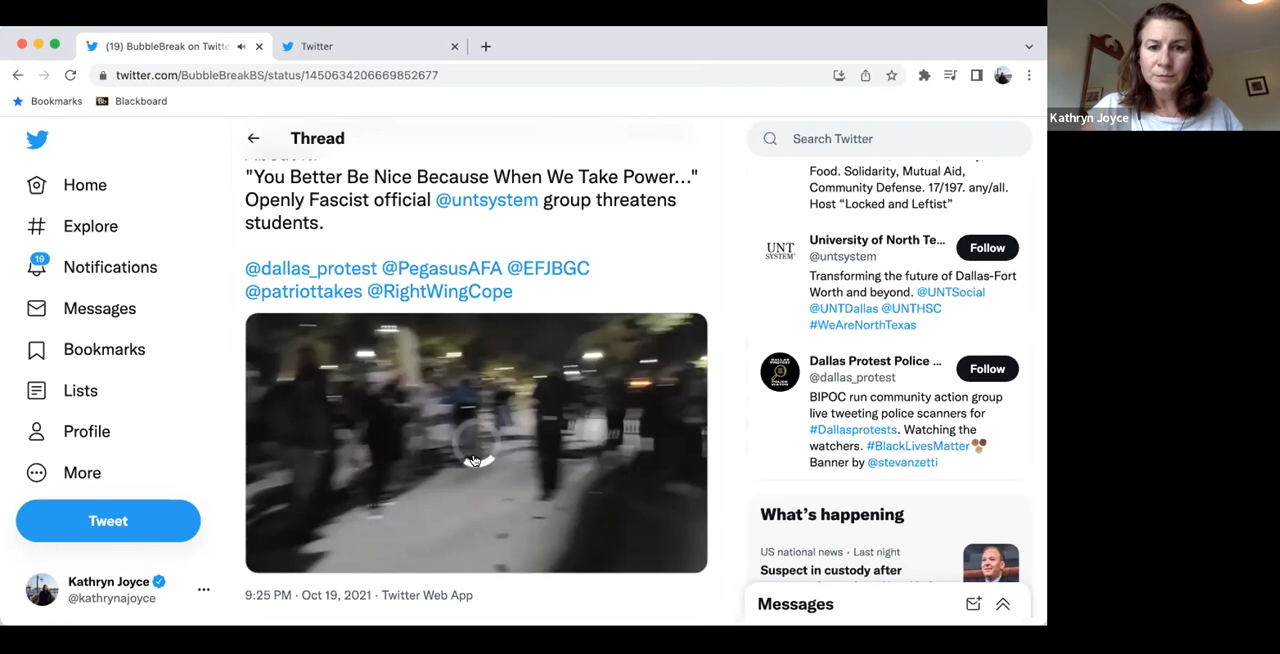 (19) BubbleBreak on Twitte
Twitter
twitter.com/BubbleBreakBS/status/1450634206669852677
Bookmarks
Blackboard
Kathryn Joyce
Home
Explore
19
Notifications
Messages
Bookmarks
Lists
Profile
More
Tweet
Kathryn Joyce
@kathrynajoyce
Thread
"You Better Be Nice Because When We Take Power..."
Openly Fascist official @untsystem group threatens
students.
@dallas_protest @PegasusAFA @EFJBGC
@patriottakes @RightWingCope
9:25 PM · Oct 19, 2021 · Twitter Web App
Search Twitter
Food. Solidarity, Mutual Aid,
Community Defense. 17/197. any/all.
Host “Locked and Leftist”
UNT
SYSTEM
University of North Te...
@untsystem
Follow
Transforming the future of Dallas-Fort
Worth and beyond. @UNTSocial
@UNTDallas @UNTHSC
#WeAreNorthTexas
Dallas Protest Police ...
@dallas_protest
Follow
BIPOC run community action group
live tweeting police scanners for
#Dallasprotests. Watching the
watchers. #BlackLivesMatter
Banner by @stevanzetti
What’s happening
US national news · Last night
Suspect in custody after
Messages